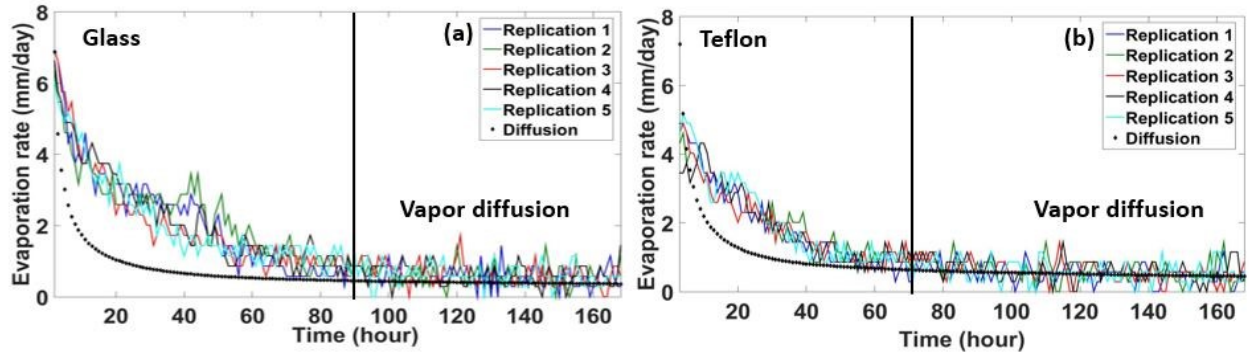 Glass
(a)
Replication 1
Replication 2
Replication 3
Replication 4
Replication 5
Diffusion
Vapor diffusion
Evaporation rate (mm/day)
8
6
4
2
0
20 40 60 80 100 120 140 160
Time (hour)
Teflon
(b)
Replication 1
Replication 2
Replication 3
Replication 4
Replication 5
Diffusion
Vapor diffusion
Evaporation rate (mm/day)
8
6
4
2
0
20 40 60 80 100 120 140 160
Time (hour)